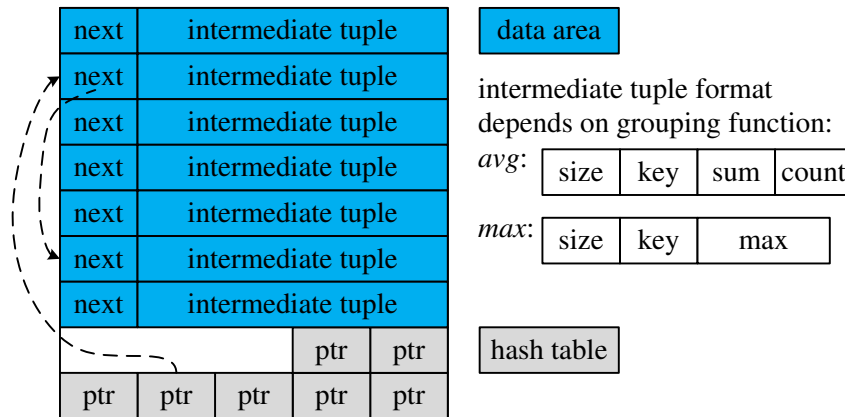 next intermediate tuple
next intermediate tuple
next intermediate tuple
next intermediate tuple
next intermediate tuple
next intermediate tuple
next intermediate tuple
ptr ptr
ptr ptr ptr ptr ptr
data area
intermediate tuple format
depends on grouping function:
avg: size key sum count
max: size key max
hash table